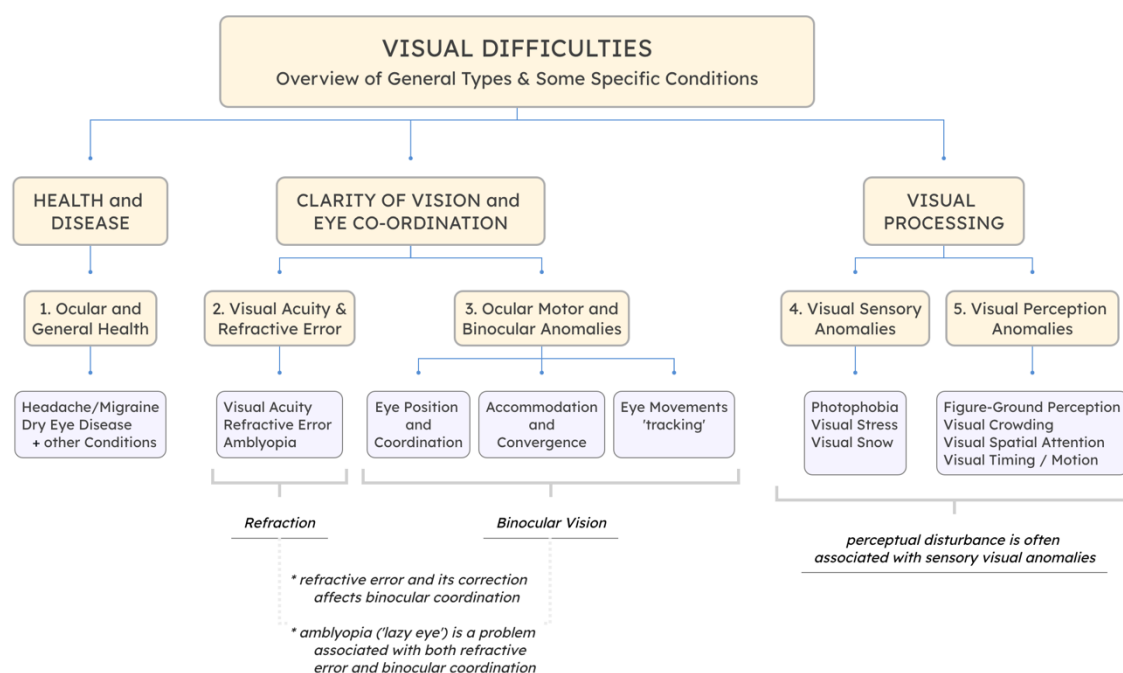 VISUAL DIFFICULTIES
Overview of General Types & Some Specific Conditions
HEALTH and
DISEASE
CLARITY OF VISION and
EYE CO-ORDINATION
VISUAL
PROCESSING
1. Ocular and
General Health
2. Visual Acuity &
Refractive Error
3. Ocular Motor and
Binocular Anomalies
4. Visual Sensory
Anomalies
5. Visual Perception
Anomalies
Headache/Migraine
Dry Eye Disease
+ other Conditions
Visual Acuity
Refractive Error
Amblyopia
Eye Position
and
Coordination
Accommodation
and
Convergence
Eye Movements
'tracking'
Photophobia
Visual Stress
Visual Snow
Figure-Ground Perception
Visual Crowding
Visual Spatial Attention
Visual Timing / Motion
Refraction
Binocular Vision
perceptual disturbance is often
associated with sensory visual anomalies
* refractive error and its correction
affects binocular coordination
* amblyopia ('lazy eye') is a problem
associated with both refractive
error and binocular coordination